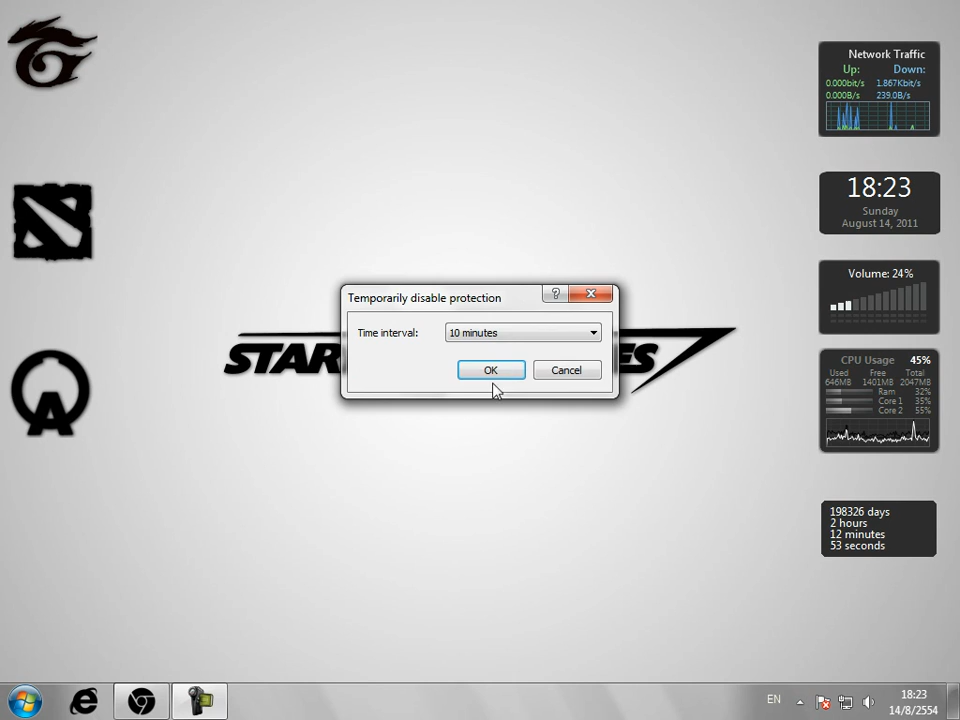 Network Traffic
Up: Down:
0.000bit/s 1.867Kbit/s
0.000B/s 239.0B/s
18:23
Sunday
August 14, 2011
Temporarily disable protection
Time interval: 10 minutes
OK Cancel
Volume: 24%
CPU Usage 45%
Used Free Total
646MB 1401MB 2047MB
Ram 32%
Core 1 35%
Core 2 55%
198326 days
2 hours
12 minutes
53 seconds
EN
18:23
14/8/2554